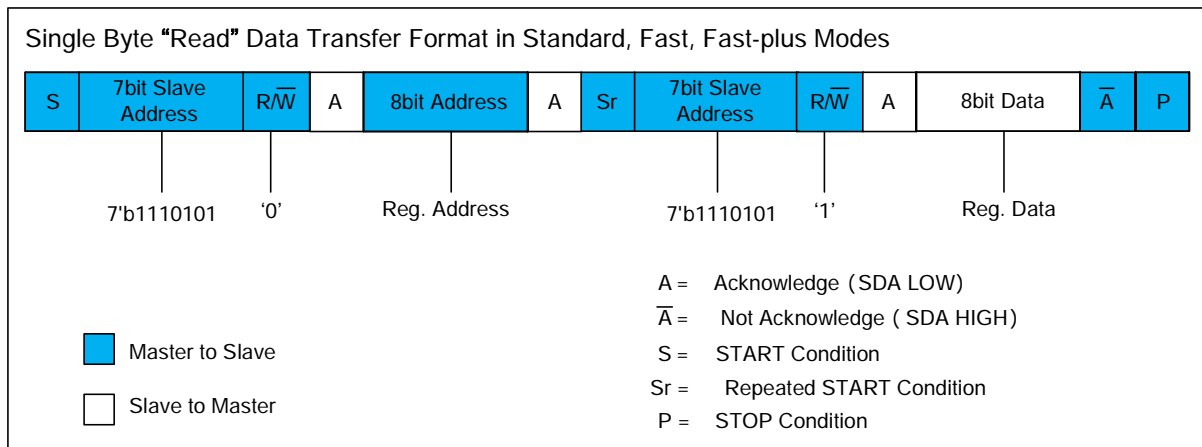 Single Byte “Read” Data Transfer Format in Standard, Fast, Fast-plus Modes
S 7bit Slave Address R/W̅ A 8bit Address A Sr 7bit Slave Address R/W̅ A 8bit Data A̅ P
7'b1110101 ‘0’ Reg. Address 7'b1110101 ‘1’ Reg. Data
A = Acknowledge (SDA LOW)
A̅ = Not Acknowledge (SDA HIGH)
Master to Slave S = START Condition
Sr = Repeated START Condition
Slave to Master
P = STOP Condition